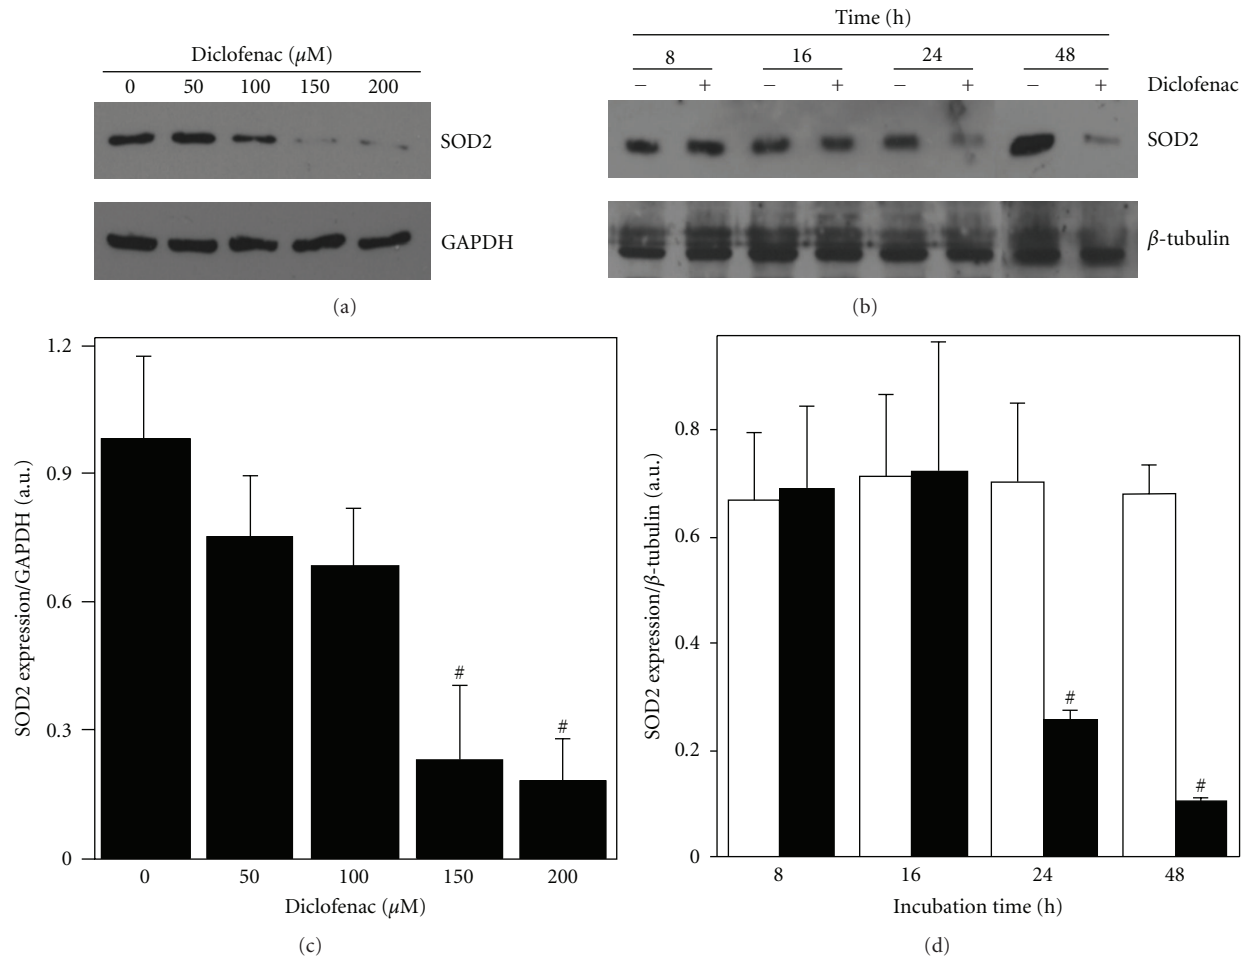 Diclofenac (μM)
0 50 100 150 200
SOD2
GAPDH
(a)
Time (h)
8 16 24 48
− + − + − + − + Diclofenac
SOD2
β-tubulin
(b)
1.2
0.9
0.6
0.3
0
SOD2 expression/GAPDH (a.u.)
# #
0 50 100 150 200
Diclofenac (μM)
(c)
0.8
0.6
0.4
0.2
0
SOD2 expression/β-tubulin (a.u.)
# #
8 16 24 48
Incubation time (h)
(d)